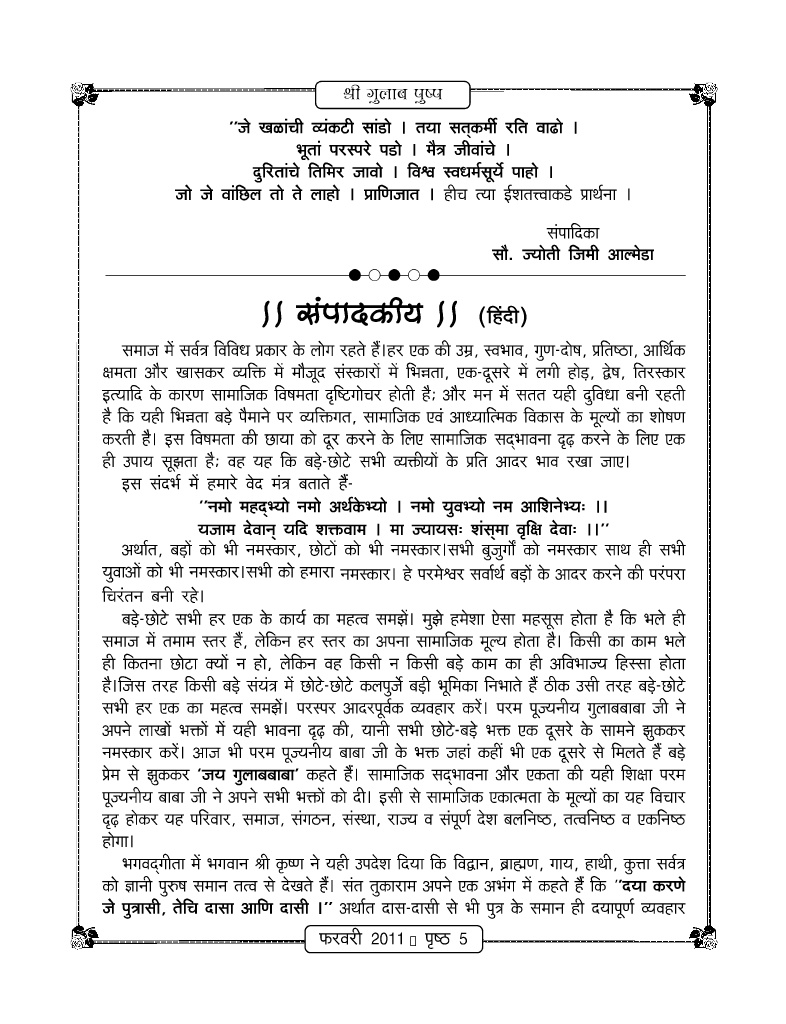 श्री गुलाब पुष्प
"जे खळांची व्यंकटी सांडो । तया सत्कर्मी रति वाढो ।
भूतां परस्परे पडो । मैत्र जीवांचे ।
दुरितांचे तिमिर जावो । विश्व स्वधर्मसूर्ये पाहो ।
जो जे वांछिल तो ते लाहो । प्राणिजात । हीच त्या ईशतत्त्वाकडे प्रार्थना ।
संपादिका
सौ. ज्योती जिमी आल्मेडा
।। संपादकीय ।। (हिंदी)
समाज में सर्वत्र विविध प्रकार के लोग रहते हैं।हर एक की उम्र, स्वभाव, गुण-दोष, प्रतिष्ठा, आर्थिक
क्षमता और खासकर व्यक्ति में मौजूद संस्कारों में भिन्नता, एक-दूसरे में लगी होड़, द्वेष, तिरस्कार
इत्यादि के कारण सामाजिक विषमता दृष्टिगोचर होती है; और मन में सतत यही दुविधा बनी रहती
है कि यही भिन्नता बड़े पैमाने पर व्यक्तिगत, सामाजिक एवं आध्यात्मिक विकास के मूल्यों का शोषण
करती है। इस विषमता की छाया को दूर करने के लिए सामाजिक सद्भावना दृढ़ करने के लिए एक
ही उपाय सूझता है; वह यह कि बड़े-छोटे सभी व्यक्तीयों के प्रति आदर भाव रखा जाए।
इस संदर्भ में हमारे वेद मंत्र बताते हैं-
"नमो महद्भ्यो नमो अर्थकेभ्यो । नमो युवभ्यो नम आशिनेभ्यः ।।
यजाम देवान् यदि शक्तवाम । मा ज्यायसः शंस्मा वृक्षि देवाः ।।"
अर्थात, बड़ों को भी नमस्कार, छोटों को भी नमस्कार।सभी बुजुर्गों को नमस्कार साथ ही सभी
युवाओं को भी नमस्कार।सभी को हमारा नमस्कार। हे परमेश्वर सर्वार्थ बड़ों के आदर करने की परंपरा
चिरंतन बनी रहे।
बड़े-छोटे सभी हर एक के कार्य का महत्व समझें। मुझे हमेशा ऐसा महसूस होता है कि भले ही
समाज में तमाम स्तर हैं, लेकिन हर स्तर का अपना सामाजिक मूल्य होता है। किसी का काम भले
ही कितना छोटा क्यों न हो, लेकिन वह किसी न किसी बड़े काम का ही अविभाज्य हिस्सा होता
है।जिस तरह किसी बड़े संयंत्र में छोटे-छोटे कलपुर्जे बड़ी भूमिका निभाते हैं ठीक उसी तरह बड़े-छोटे
सभी हर एक का महत्व समझें। परस्पर आदरपूर्वक व्यवहार करें। परम पूज्यनीय गुलाबबाबा जी ने
अपने लाखों भक्तों में यही भावना दृढ़ की, यानी सभी छोटे-बड़े भक्त एक दूसरे के सामने झुककर
नमस्कार करें। आज भी परम पूज्यनीय बाबा जी के भक्त जहां कहीं भी एक दूसरे से मिलते हैं बड़े
प्रेम से झुककर 'जय गुलाबबाबा' कहते हैं। सामाजिक सद्भावना और एकता की यही शिक्षा परम
पूज्यनीय बाबा जी ने अपने सभी भक्तों को दी। इसी से सामाजिक एकात्मता के मूल्यों का यह विचार
दृढ़ होकर यह परिवार, समाज, संगठन, संस्था, राज्य व संपूर्ण देश बलनिष्ठ, तत्वनिष्ठ व एकनिष्ठ
होगा।
भगवद्गीता में भगवान श्री कृष्ण ने यही उपदेश दिया कि विद्वान, ब्राह्मण, गाय, हाथी, कुत्ता सर्वत्र
को ज्ञानी पुरुष समान तत्व से देखते हैं। संत तुकाराम अपने एक अभंग में कहते हैं कि "दया करणे
जे पुत्रासी, तेचि दासा आणि दासी ।" अर्थात दास-दासी से भी पुत्र के समान ही दयापूर्ण व्यवहार
फरवरी 2011 पृष्ठ 5